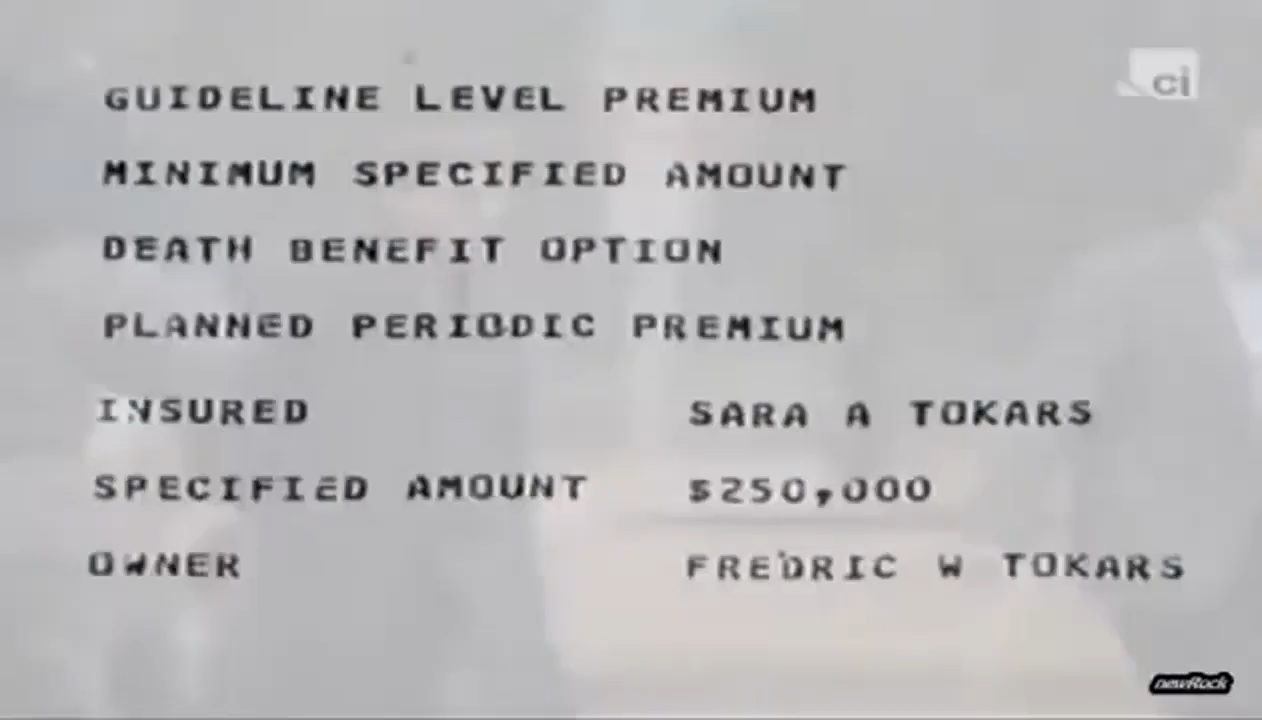 ci
GUIDELINE LEVEL PREMIUM
MINIMUM SPECIFIED AMOUNT
DEATH BENEFIT OPTION
PLANNED PERIODIC PREMIUM
INSURED SARA A TOKARS
SPECIFIED AMOUNT $250,000
OWNER FREDRIC W TOKARS
newRock